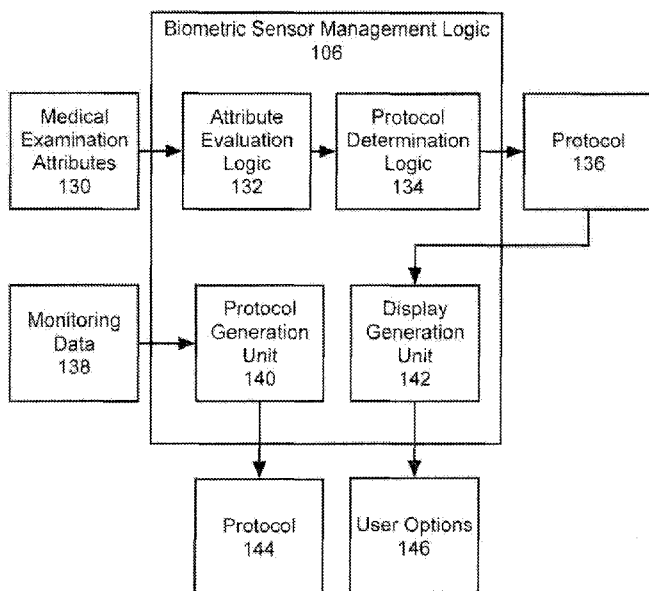 Biometric Sensor Management Logic
106
Medical
Examination
Attributes
130
Attribute
Evaluation
Logic
132
Protocol
Determination
Logic
134
Protocol
136
Monitoring
Data
138
Protocol
Generation
Unit
140
Display
Generation
Unit
142
Protocol
144
User Options
146